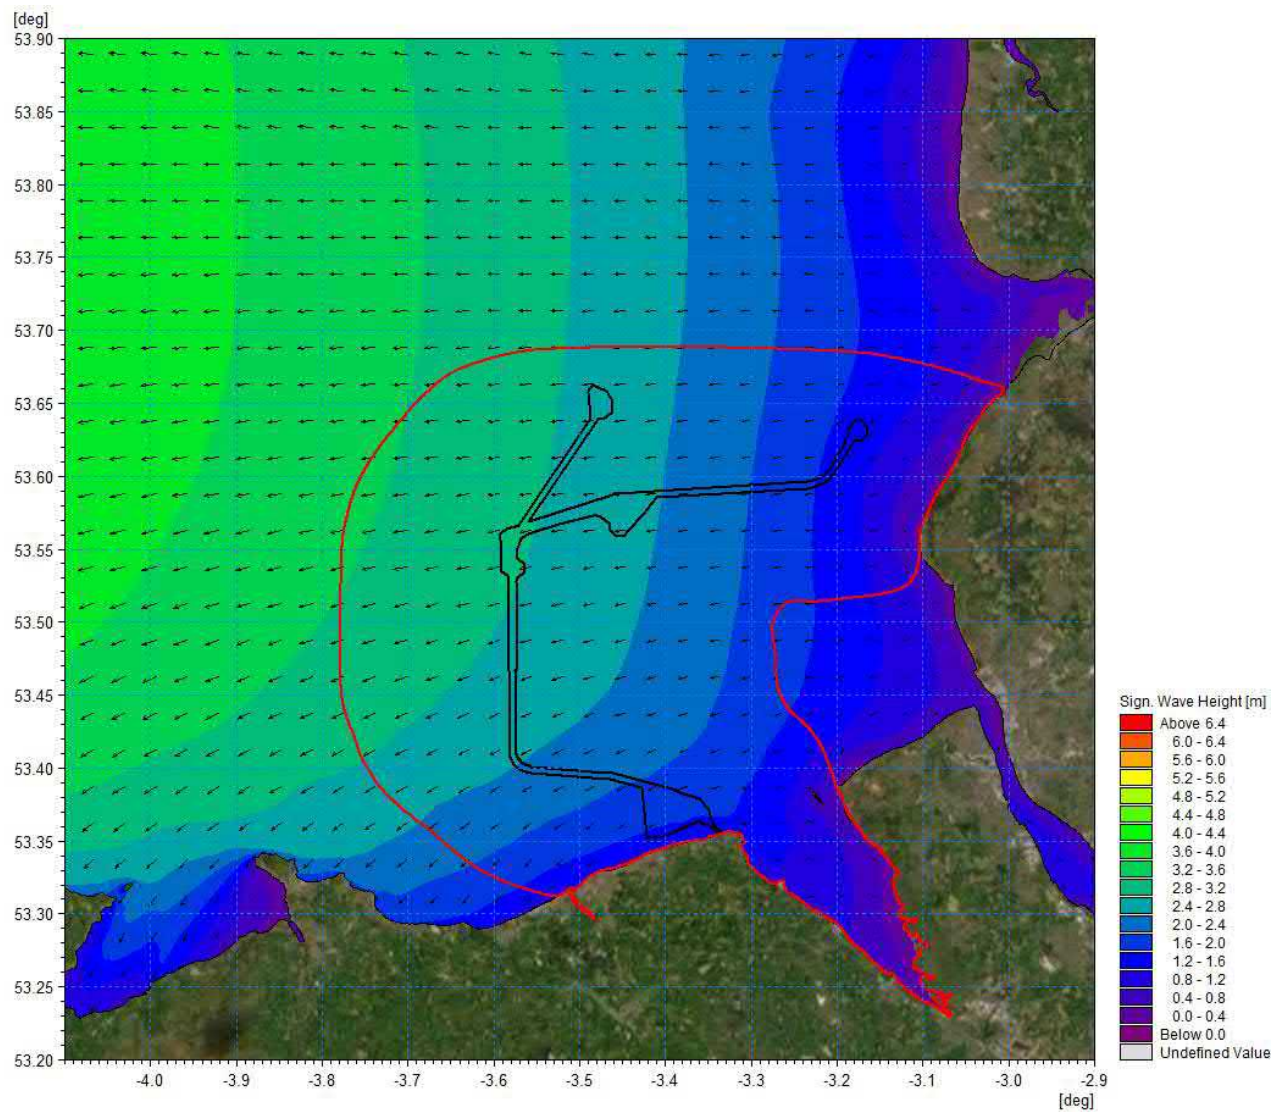 [deg]
53.90
53.85
53.80
53.75
53.70
53.65
53.60
53.55
53.50
53.45
53.40
53.35
53.30
53.25
53.20
-4.0 -3.9 -3.8 -3.7 -3.6 -3.5 -3.4 -3.3 -3.2 -3.1 -3.0 -2.9
[deg]
Sign. Wave Height [m]
Above 6.4
6.0 - 6.4
5.6 - 6.0
5.2 - 5.6
4.8 - 5.2
4.4 - 4.8
4.0 - 4.4
3.6 - 4.0
3.2 - 3.6
2.8 - 3.2
2.4 - 2.8
2.0 - 2.4
1.6 - 2.0
1.2 - 1.6
0.8 - 1.2
0.4 - 0.8
0.0 - 0.4
Below 0.0
Undefined Value